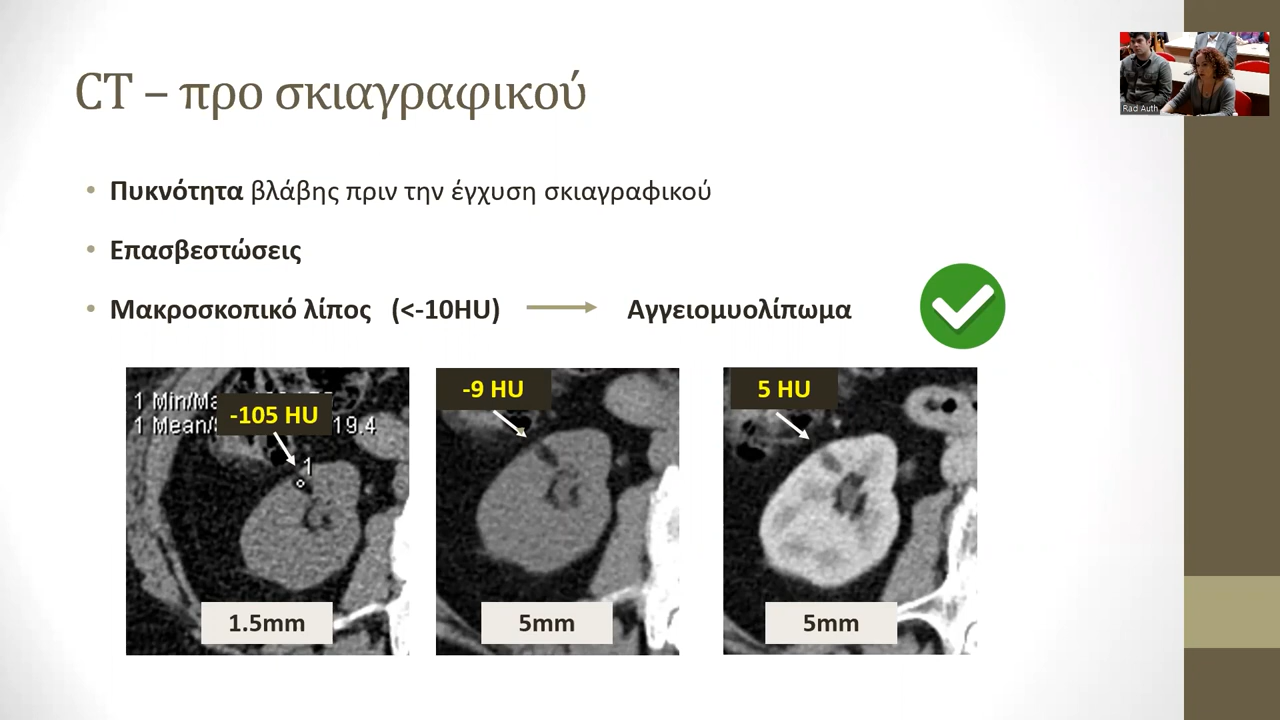 CT – προ σκιαγραφικού
Rad Auth
• Πυκνότητα βλάβης πριν την έγχυση σκιαγραφικού
• Επασβεστώσεις
• Μακροσκοπικό λίπος (<-10HU) Αγγειομυολίπωμα
1 Min/Ma
1 Mean/ 19.4
-105 HU
1
1.5mm
-9 HU
5mm
5 HU
5mm